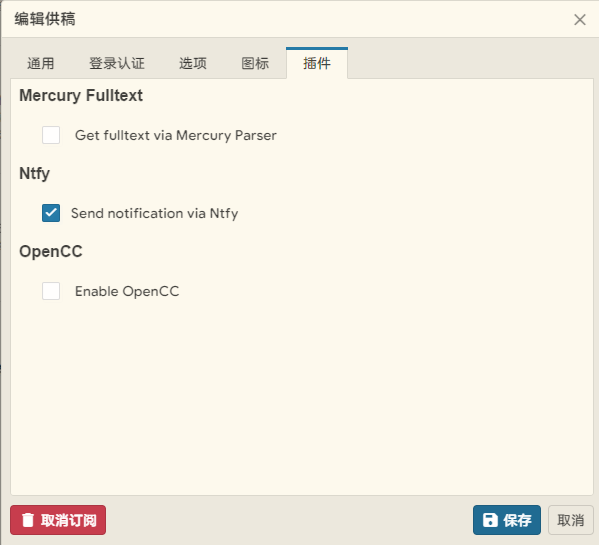 编辑供稿
通用 登录认证 选项 图标 插件
Mercury Fulltext
Get fulltext via Mercury Parser
Ntfy
Send notification via Ntfy
OpenCC
Enable OpenCC
取消订阅 保存 取消